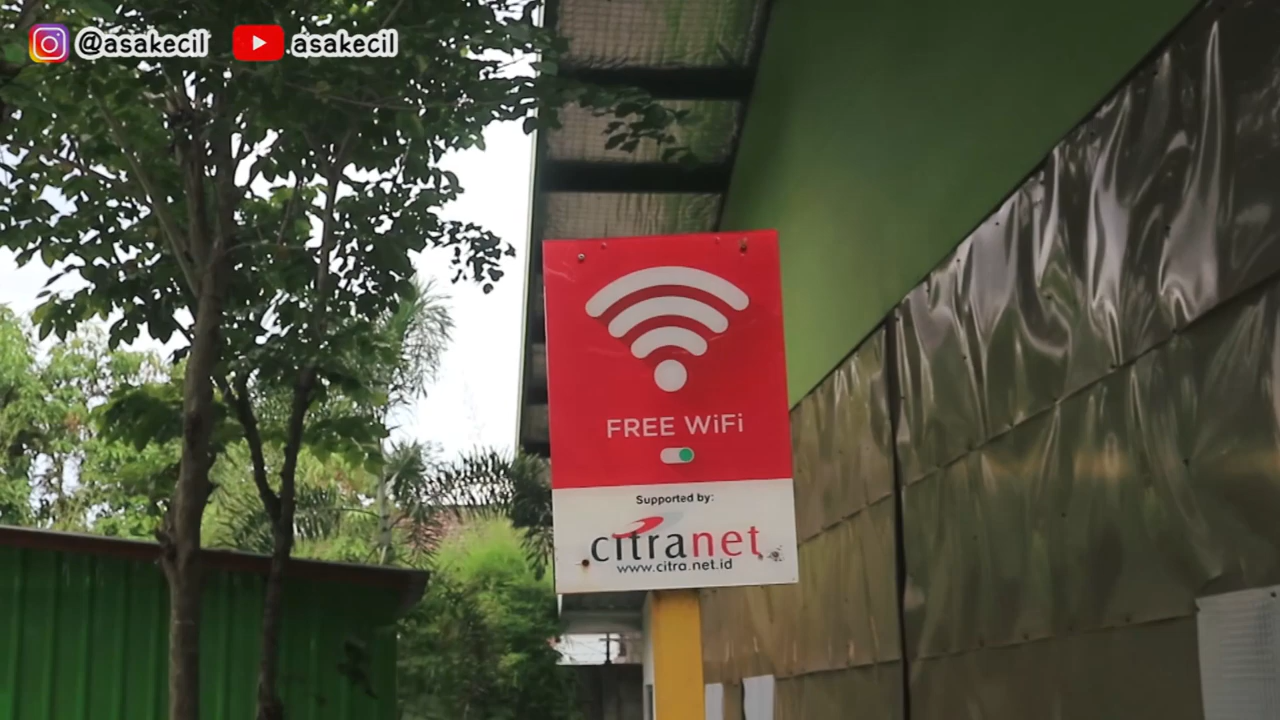 @asakecil asakecil
FREE WiFi
Supported by:
citranet
www.citra.net.id